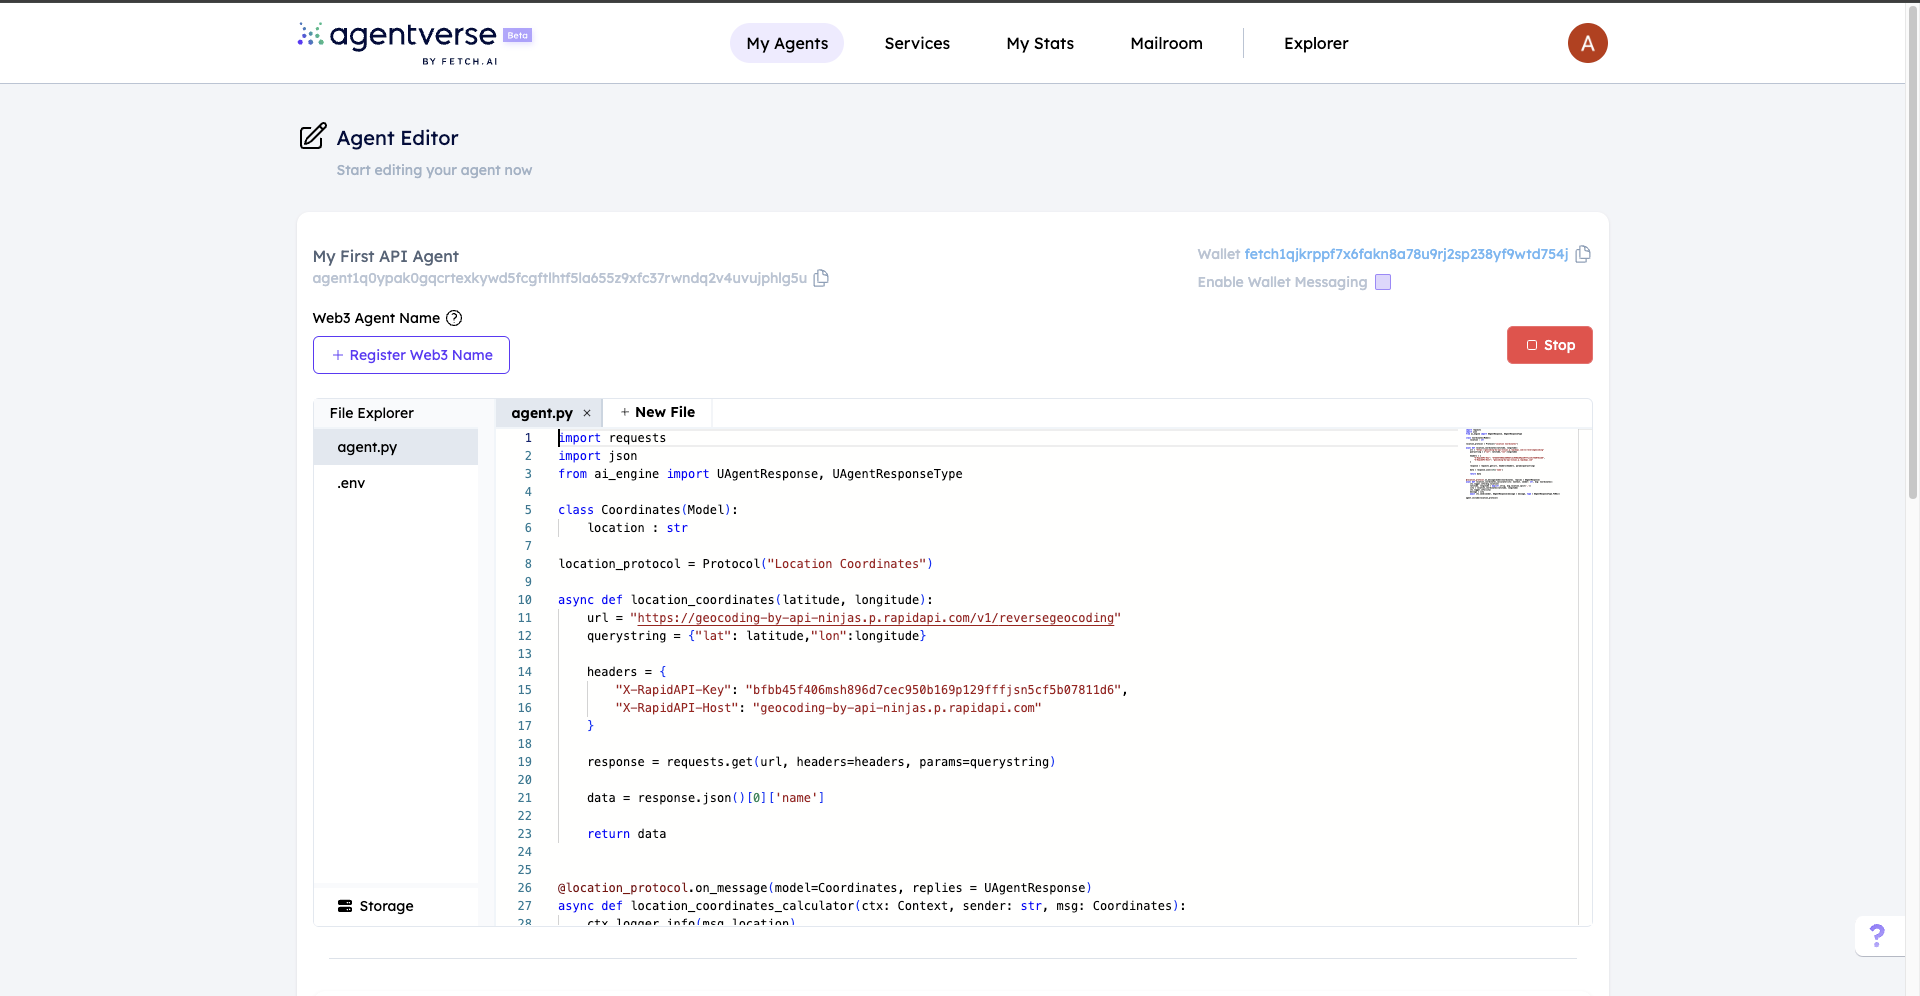 agentverse Beta
BY FETCH.AI
My Agents
Services
My Stats
Mailroom
Explorer
A
Agent Editor
Start editing your agent now
My First API Agent
agent1q0ypak0gqcrtexkywd5fcgftlhtf5la655z9xfc37rwndq2v4uvujphlg5u
Wallet fetch1qjkrppf7x6fakn8a78u9rj2sp238yf9wtd754j
Enable Wallet Messaging
Web3 Agent Name ?
+ Register Web3 Name
Stop
File Explorer
agent.py
.env
Storage
agent.py ×
+ New File
1 import requests
2 import json
3 from ai_engine import UAgentResponse, UAgentResponseType
4
5 class Coordinates(Model):
6     location : str
7
8 location_protocol = Protocol("Location Coordinates")
9
10 async def location_coordinates(latitude, longitude):
11     url = "https://geocoding-by-api-ninjas.p.rapidapi.com/v1/reversegeocoding"
12     querystring = {"lat": latitude,"lon":longitude}
13
14     headers = {
15         "X-RapidAPI-Key": "bfbb45f406msh896d7cec950b169p129fffjsn5cf5b07811d6",
16         "X-RapidAPI-Host": "geocoding-by-api-ninjas.p.rapidapi.com"
17     }
18
19     response = requests.get(url, headers=headers, params=querystring)
20
21     data = response.json()[0]['name']
22
23     return data
24
25
26 @location_protocol.on_message(model=Coordinates, replies = UAgentResponse)
27 async def location_coordinates_calculator(ctx: Context, sender: str, msg: Coordinates):
28     ctx.logger.info(msg.location)
?